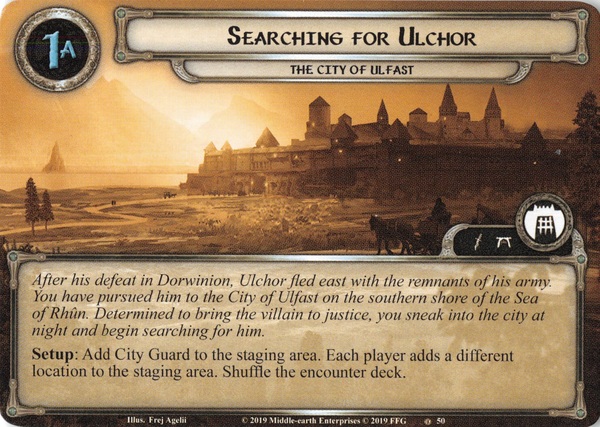 1A
Searching for Ulchor
The City of Ulfast
After his defeat in Dorwinion, Ulchor fled east with the remnants of his army.
You have pursued him to the City of Ulfast on the southern shore of the Sea
of Rhûn. Determined to bring the villain to justice, you sneak into the city at
night and begin searching for him.
Setup: Add City Guard to the staging area. Each player adds a different
location to the staging area. Shuffle the encounter deck.
Illus. Frej Agelii © 2019 Middle-earth Enterprises © 2019 FFG 50